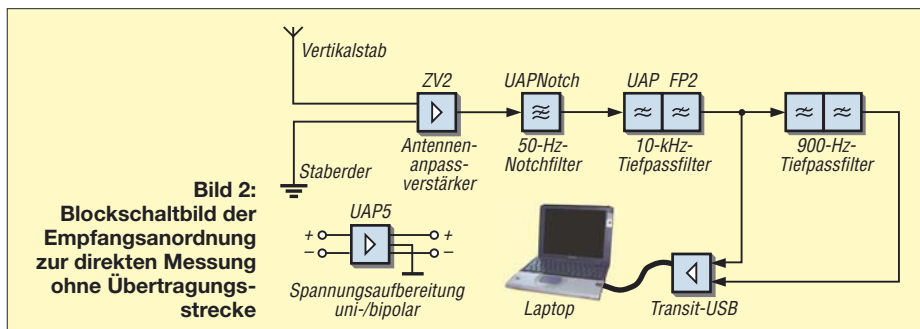 Vertikalstab
ZV2
UAPNotch
UAP FP2
Antennen-
anpass-
verstärker
50-Hz-
Notchfilter
10-kHz-
Tiefpassfilter
900-Hz-
Tiefpassfilter
Staberder
Bild 2:
Blockschaltbild der
Empfangsanordnung
zur direkten Messung
ohne Übertragungs-
strecke
UAP5
+ +
– –
Spannungsaufbereitung
uni-/bipolar
Laptop
Transit-USB